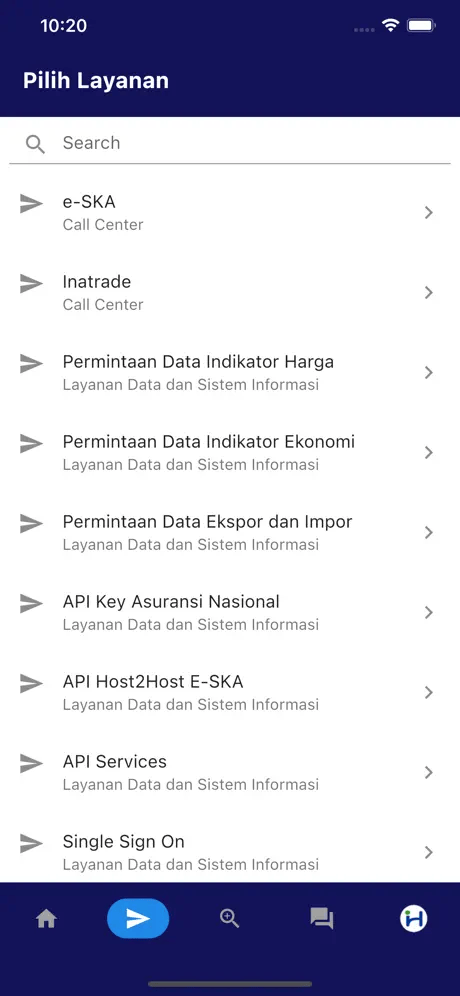 10:20
Pilih Layanan
Search
e-SKA
Call Center
Inatrade
Call Center
Permintaan Data Indikator Harga
Layanan Data dan Sistem Informasi
Permintaan Data Indikator Ekonomi
Layanan Data dan Sistem Informasi
Permintaan Data Ekspor dan Impor
Layanan Data dan Sistem Informasi
API Key Asuransi Nasional
Layanan Data dan Sistem Informasi
API Host2Host E-SKA
Layanan Data dan Sistem Informasi
API Services
Layanan Data dan Sistem Informasi
Single Sign On
Layanan Data dan Sistem Informasi